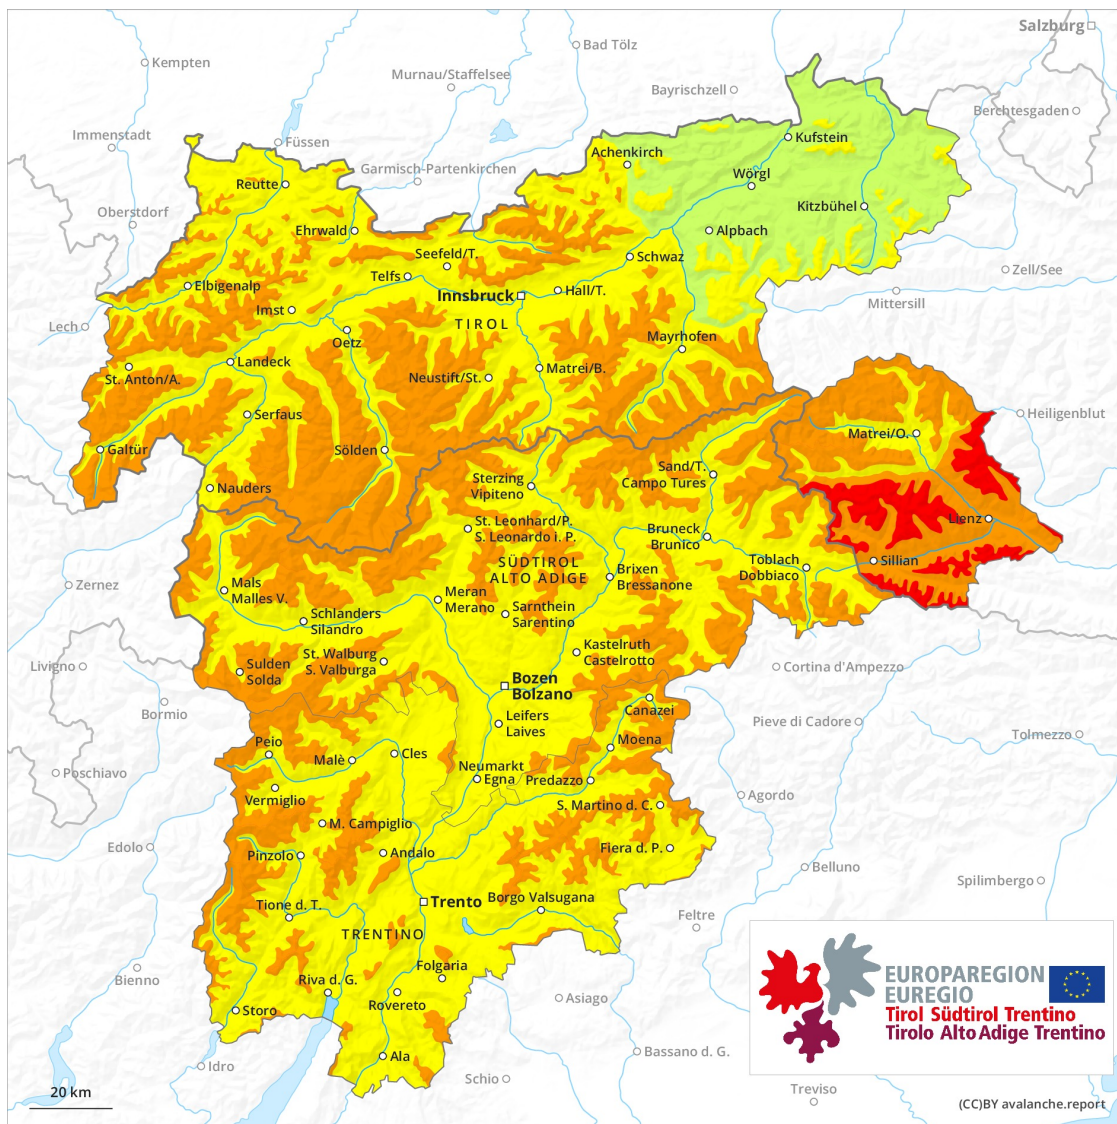 Salzburg
Bad Tölz
Kempten
Murnau/Staffelsee
Bayrischzell
Berchtesgaden
Immenstadt
Füssen
Kufstein
Achenkirch
Garmisch-Partenkirchen
Wörgl
Reutte
Oberstdorf
Kitzbühel
Ehrwald
Alpbach
Seefeld/T.
Schwaz
Telfs
Zell/See
Elbigenalp
Innsbruck
Hall/T.
Mittersill
Imst
Lech
TIROL
Oetz
Mayrhofen
Landeck
St. Anton/A.
Neustift/St.
Matrei/B.
Serfaus
Heiligenblut
Matrei/O.
Galtür
Sölden
Nauders
Sterzing
Vipiteno
Sand/T.
Campo Tures
St. Leonhard/P.
S. Leonardo i. P.
Lienz
Bruneck
Brunico
SÜDTIROL
ALTO ADIGE
Toblach
Dobbiaco
Sillian
Zernez
Mals
Malles V.
Brixen
Bressanone
Meran
Merano
Schlanders
Silandro
Sarnthein
Sarentino
Kastelruth
Castelrotto
St. Walburg
S. Valburga
Livigno
Sulden
Solda
Cortina d'Ampezzo
Bozen
Bolzano
Bormio
Canazei
Leifers
Laives
Pieve di Cadore
Tolmezzo
Peio
Moena
Malè
Cles
Poschiavo
Neumarkt
Egna
Predazzo
Vermiglio
Agordo
S. Martino d. C.
M. Campiglio
Edolo
Pinzolo
Andalo
Fiera d. P.
Belluno
Spilimbergo
Trento
Borgo Valsugana
Tione d. T.
Feltre
TRENTINO
Bienno
Folgaria
Riva d. G.
Rovereto
Asiago
Storo
EUROPAREGION
EUREGIO
Tirol Südtirol Trentino
Tirolo Alto Adige Trentino
Ala
Bassano d. G.
Idro
Schio
20 km
Treviso
(CC)BY avalanche.report